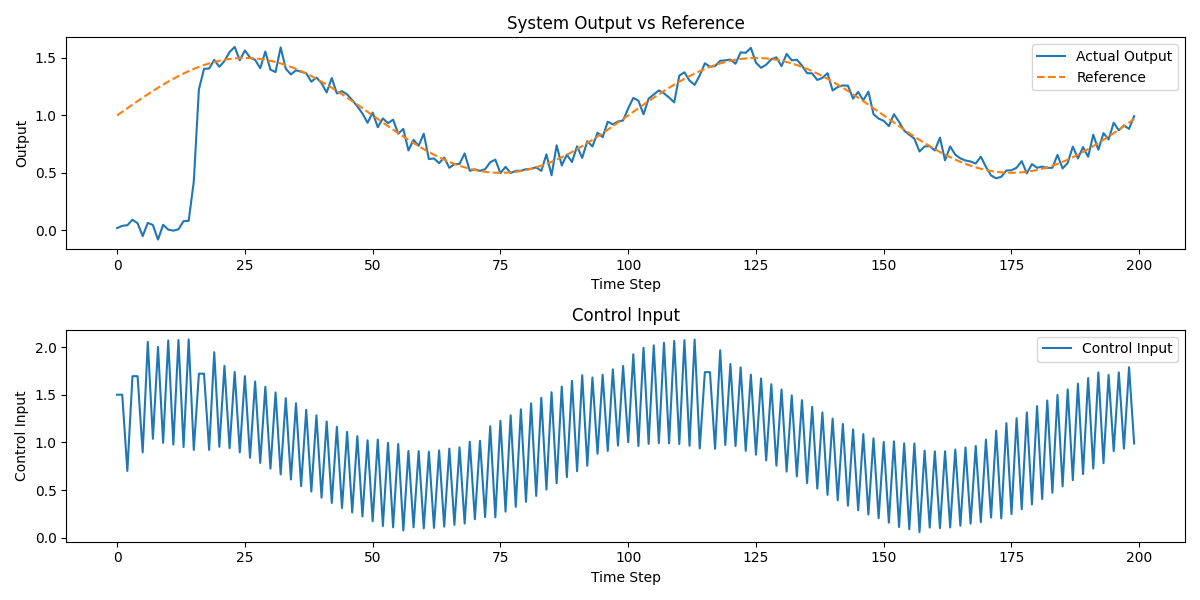 System Output vs Reference
1.5
1.0
0.5
0.0
Output
Actual Output
Reference
0 25 50 75 100 125 150 175 200
Time Step
Control Input
2.0
1.5
1.0
0.5
0.0
Control Input
Control Input
0 25 50 75 100 125 150 175 200
Time Step